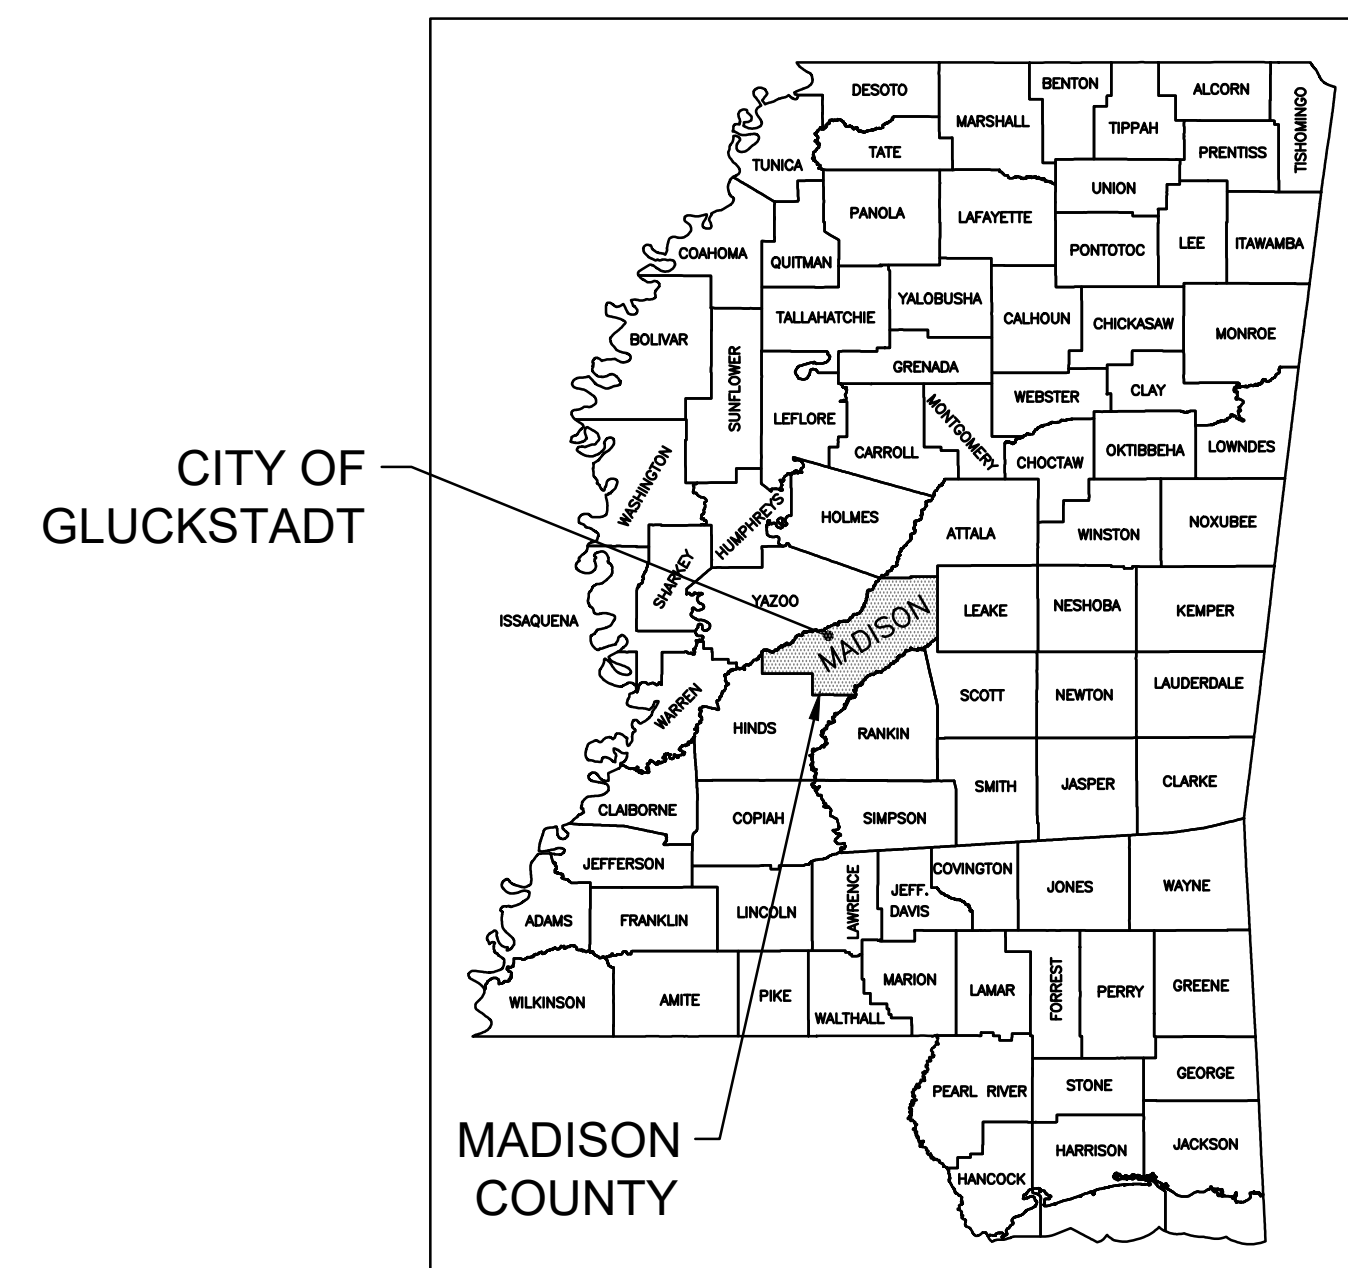 DESOTO
BENTON
ALCORN
TISHOMINGO
MARSHALL
TIPPAH
TATE
PRENTISS
TUNICA
UNION
PANOLA
LAFAYETTE
COAHOMA
QUITMAN
PONTOTOC
LEE
ITAWAMBA
TALLAHATCHIE
YALOBUSHA
CALHOUN
CHICKASAW
MONROE
BOLIVAR
SUNFLOWER
GRENADA
WEBSTER
CLAY
LEFLORE
MONTGOMERY
CARROLL
CHOCTAW
OKTIBBEHA
LOWNDES
CITY OF
GLUCKSTADT
WASHINGTON
HUMPHREYS
HOLMES
ATTALA
WINSTON
NOXUBEE
SHARKEY
ISSAQUENA
YAZOO
MADISON
LEAKE
NESHOBA
KEMPER
WARREN
HINDS
RANKIN
SCOTT
NEWTON
LAUDERDALE
CLAIBORNE
COPIAH
SIMPSON
SMITH
JASPER
CLARKE
JEFFERSON
ADAMS
FRANKLIN
LINCOLN
LAWRENCE
JEFF.
DAVIS
COVINGTON
JONES
WAYNE
WILKINSON
AMITE
PIKE
WALTHALL
MARION
LAMAR
FORREST
PERRY
GREENE
PEARL RIVER
STONE
GEORGE
MADISON
COUNTY
HANCOCK
HARRISON
JACKSON